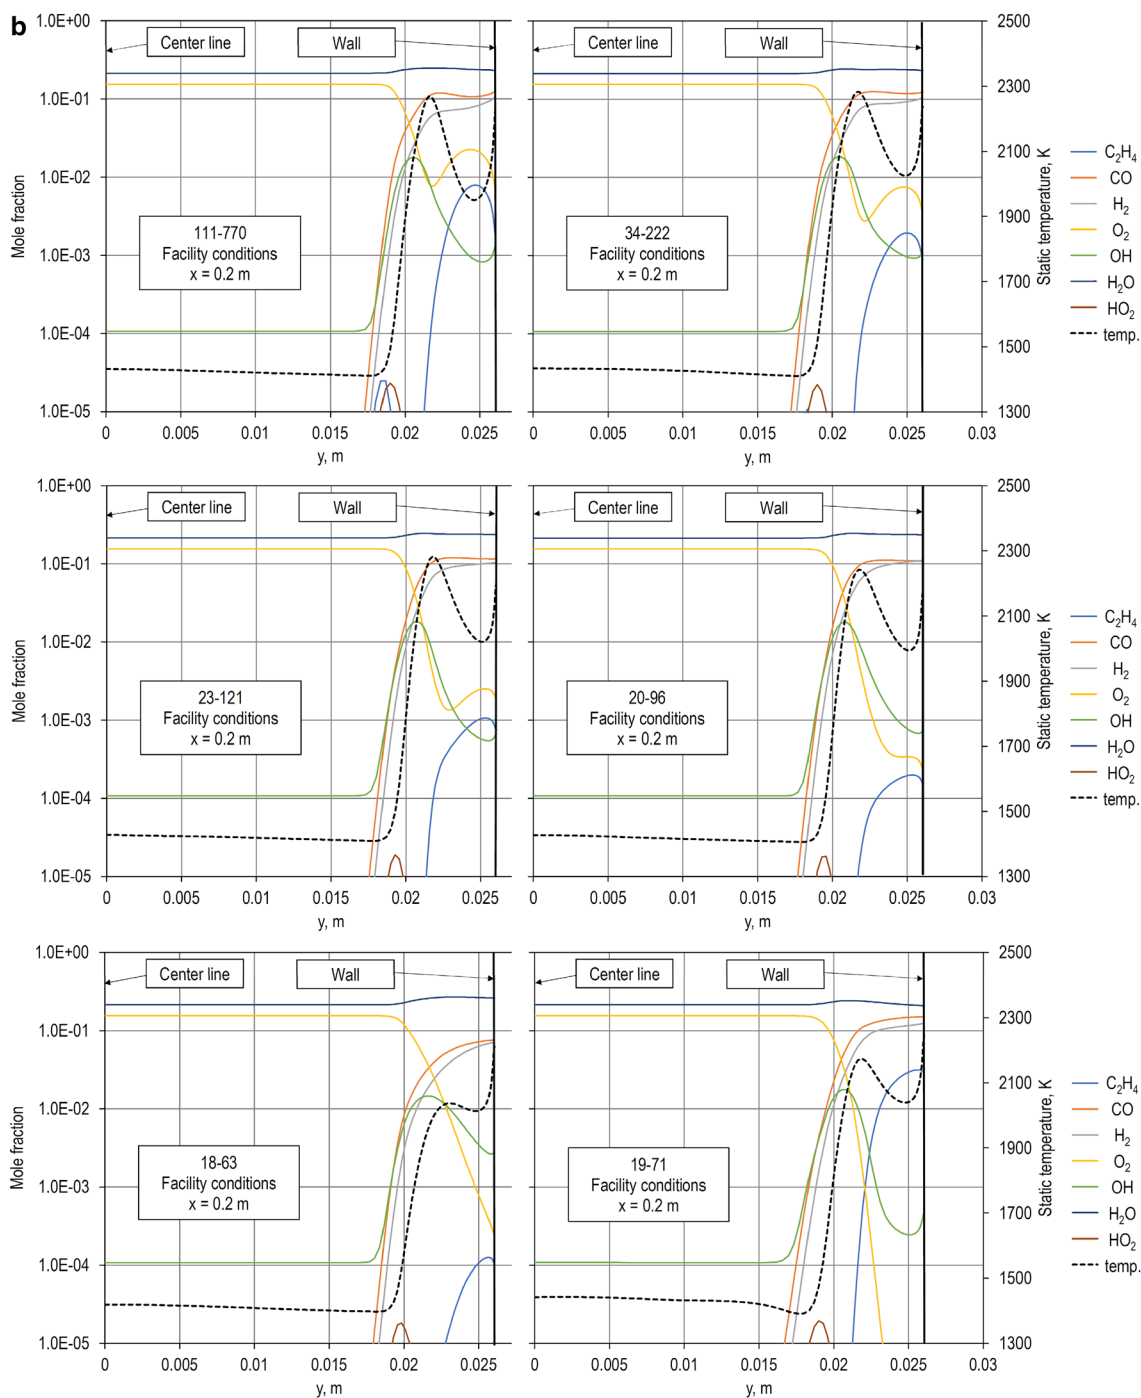 b
1.0E+00
1.0E-01
1.0E-02
1.0E-03
1.0E-04
1.0E-05
Mole fraction
Center line
Wall
111-770
Facility conditions
x = 0.2 m
0 0.005 0.01 0.015 0.02 0.025
y, m
Center line
Wall
34-222
Facility conditions
x = 0.2 m
0 0.005 0.01 0.015 0.02 0.025 0.03
y, m
2500
2300
2100
1900
1700
1500
1300
Static temperature, K
C₂H₄
CO
H₂
O₂
OH
H₂O
HO₂
temp.
1.0E+00
1.0E-01
1.0E-02
1.0E-03
1.0E-04
1.0E-05
Mole fraction
Center line
Wall
23-121
Facility conditions
x = 0.2 m
0 0.005 0.01 0.015 0.02 0.025
y, m
Center line
Wall
20-96
Facility conditions
x = 0.2 m
0 0.005 0.01 0.015 0.02 0.025 0.03
y, m
2500
2300
2100
1900
1700
1500
1300
Static temperature, K
C₂H₄
CO
H₂
O₂
OH
H₂O
HO₂
temp.
1.0E+00
1.0E-01
1.0E-02
1.0E-03
1.0E-04
1.0E-05
Mole fraction
Center line
Wall
18-63
Facility conditions
x = 0.2 m
0 0.005 0.01 0.015 0.02 0.025
y, m
Center line
Wall
19-71
Facility conditions
x = 0.2 m
0 0.005 0.01 0.015 0.02 0.025 0.03
y, m
2500
2300
2100
1900
1700
1500
1300
Static temperature, K
C₂H₄
CO
H₂
O₂
OH
H₂O
HO₂
temp.